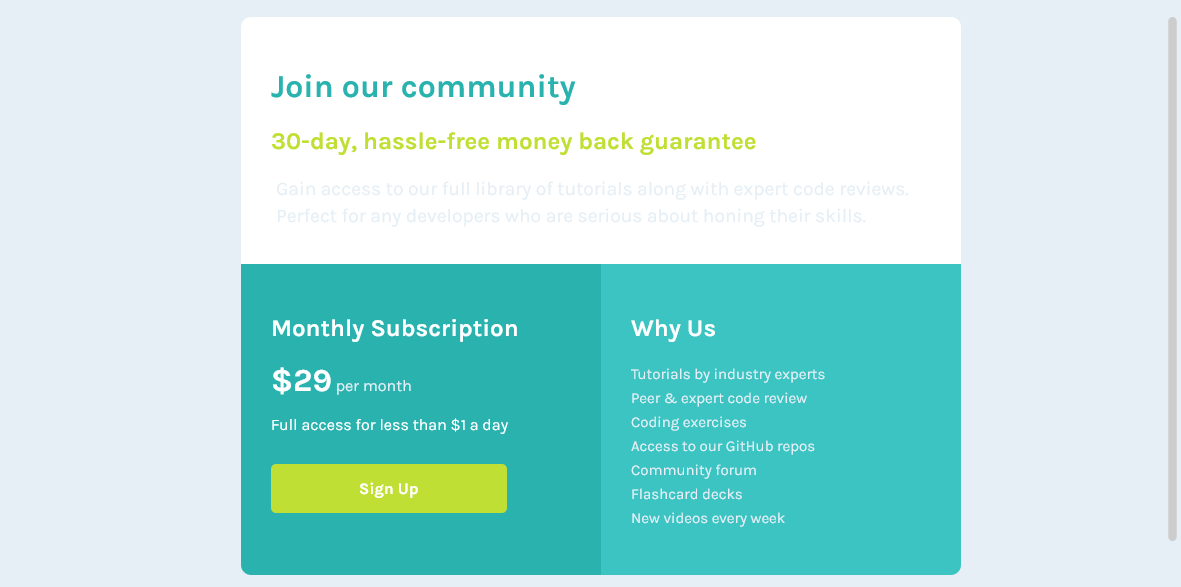 Join our community
30-day, hassle-free money back guarantee
Gain access to our full library of tutorials along with expert code reviews.
Perfect for any developers who are serious about honing their skills.
Monthly Subscription
$29 per month
Full access for less than $1 a day
Sign Up
Why Us
Tutorials by industry experts
Peer & expert code review
Coding exercises
Access to our GitHub repos
Community forum
Flashcard decks
New videos every week